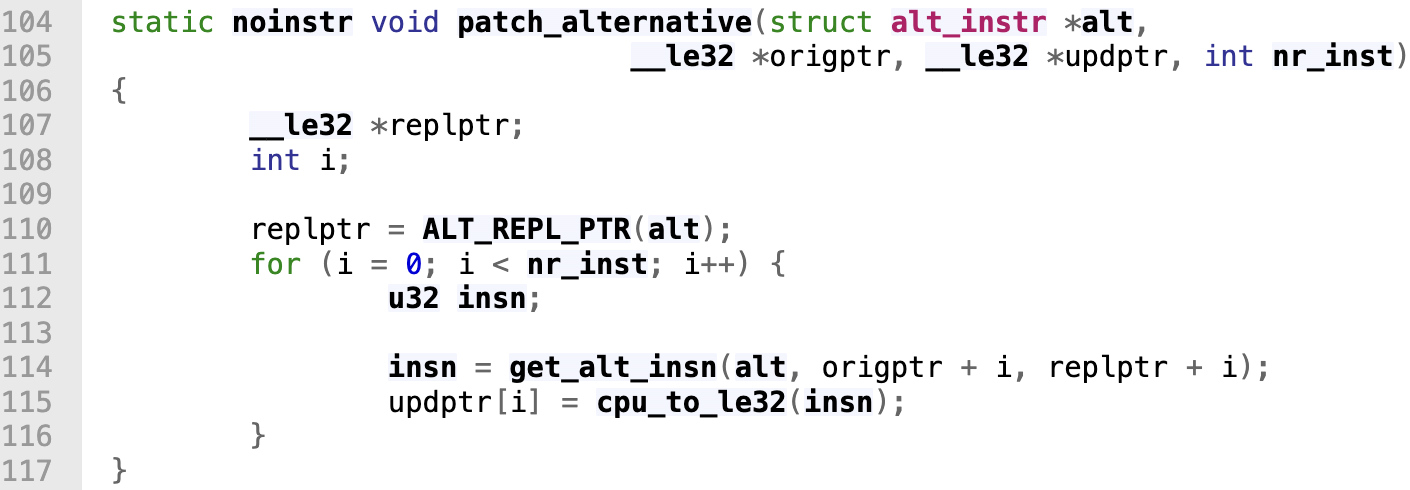 104 static noinstr void patch_alternative(struct alt_instr *alt,
105 __le32 *origptr, __le32 *updptr, int nr_inst)
106 {
107 __le32 *replptr;
108 int i;
109
110 replptr = ALT_REPL_PTR(alt);
111 for (i = 0; i < nr_inst; i++) {
112 u32 insn;
113
114 insn = get_alt_insn(alt, origptr + i, replptr + i);
115 updptr[i] = cpu_to_le32(insn);
116 }
117 }